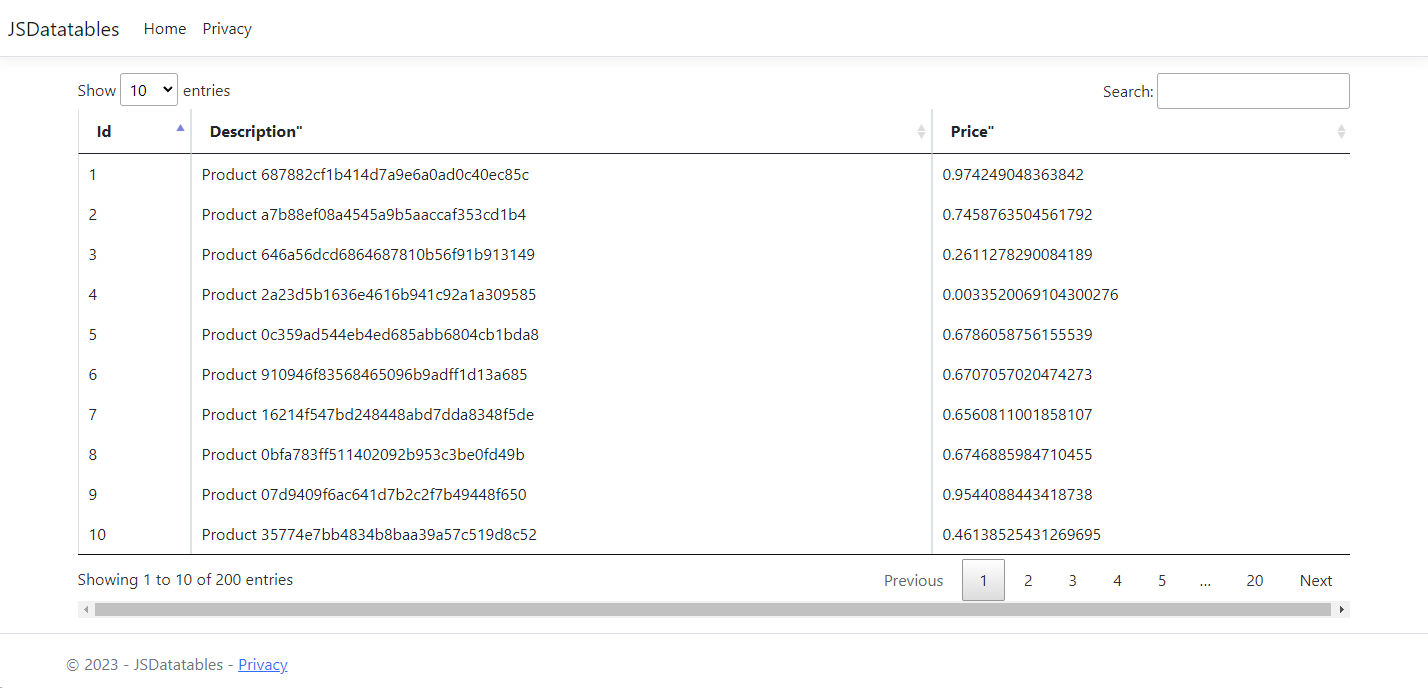 JSDatatables Home Privacy
Show 10 entries Search:
Id Description" Price"
1 Product 687882cf1b414d7a9e6a0ad0c40ec85c 0.974249048363842
2 Product a7b88ef08a4545a9b5aaccaf353cd1b4 0.7458763504561792
3 Product 646a56dcd6864687810b56f91b913149 0.2611278290084189
4 Product 2a23d5b1636e4616b941c92a1a309585 0.0033520069104300276
5 Product 0c359ad544eb4ed685abb6804cb1bda8 0.6786058756155539
6 Product 910946f83568465096b9adff1d13a685 0.6707057020474273
7 Product 16214f547bd248448abd7dda8348f5de 0.6560811001858107
8 Product 0bfa783ff511402092b953c3be0fd49b 0.6746885984710455
9 Product 07d9409f6ac641d7b2c2f7b49448f650 0.9544088443418738
10 Product 35774e7bb4834b8baa39a57c519d8c52 0.46138525431269695
Showing 1 to 10 of 200 entries Previous 1 2 3 4 5 … 20 Next
© 2023 - JSDatatables - Privacy